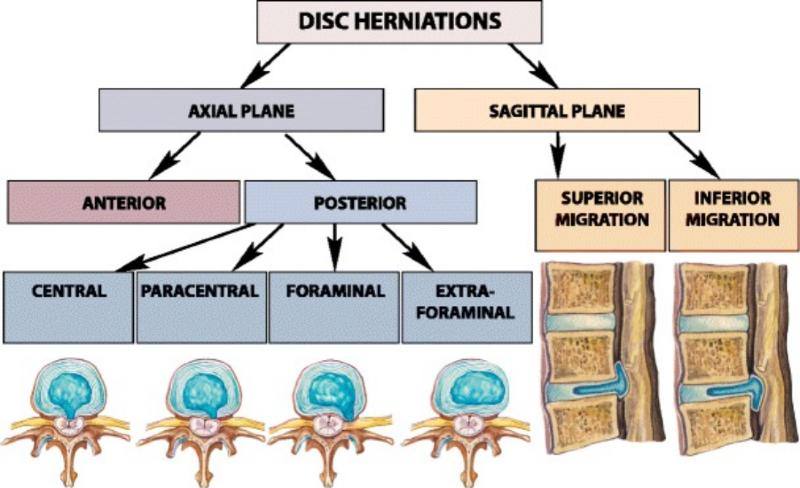 DISC HERNIATIONS
AXIAL PLANE
SAGITTAL PLANE
ANTERIOR
POSTERIOR
SUPERIOR
MIGRATION
INFERIOR
MIGRATION
CENTRAL
PARACENTRAL
FORAMINAL
EXTRA-
FORAMINAL